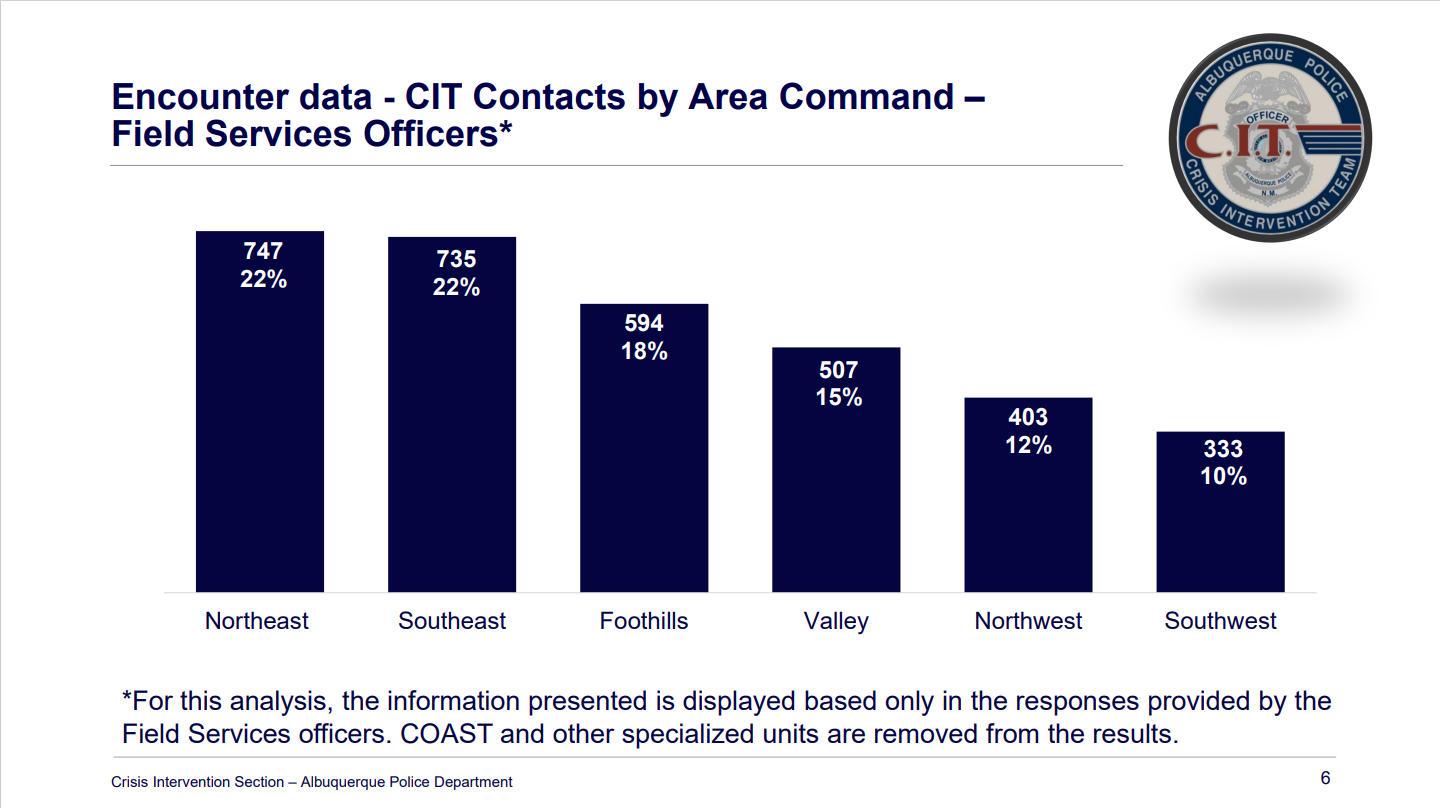 Encounter data - CIT Contacts by Area Command –
Field Services Officers*
ALBUQUERQUE POLICE
OFFICER
C.I.T.
ALBUQUERQUE POLICE
N.M.
CRISIS INTERVENTION TEAM
747
22%
735
22%
594
18%
507
15%
403
12%
333
10%
Northeast
Southeast
Foothills
Valley
Northwest
Southwest
*For this analysis, the information presented is displayed based only in the responses provided by the
Field Services officers. COAST and other specialized units are removed from the results.
Crisis Intervention Section – Albuquerque Police Department
6